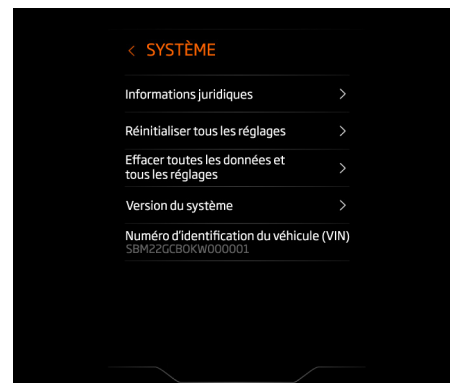 SYSTÈME
Informations juridiques
Réinitialiser tous les réglages
Effacer toutes les données et
tous les réglages
Version du système
Numéro d'identification du véhicule (VIN)
SBM22GCBOKW000001